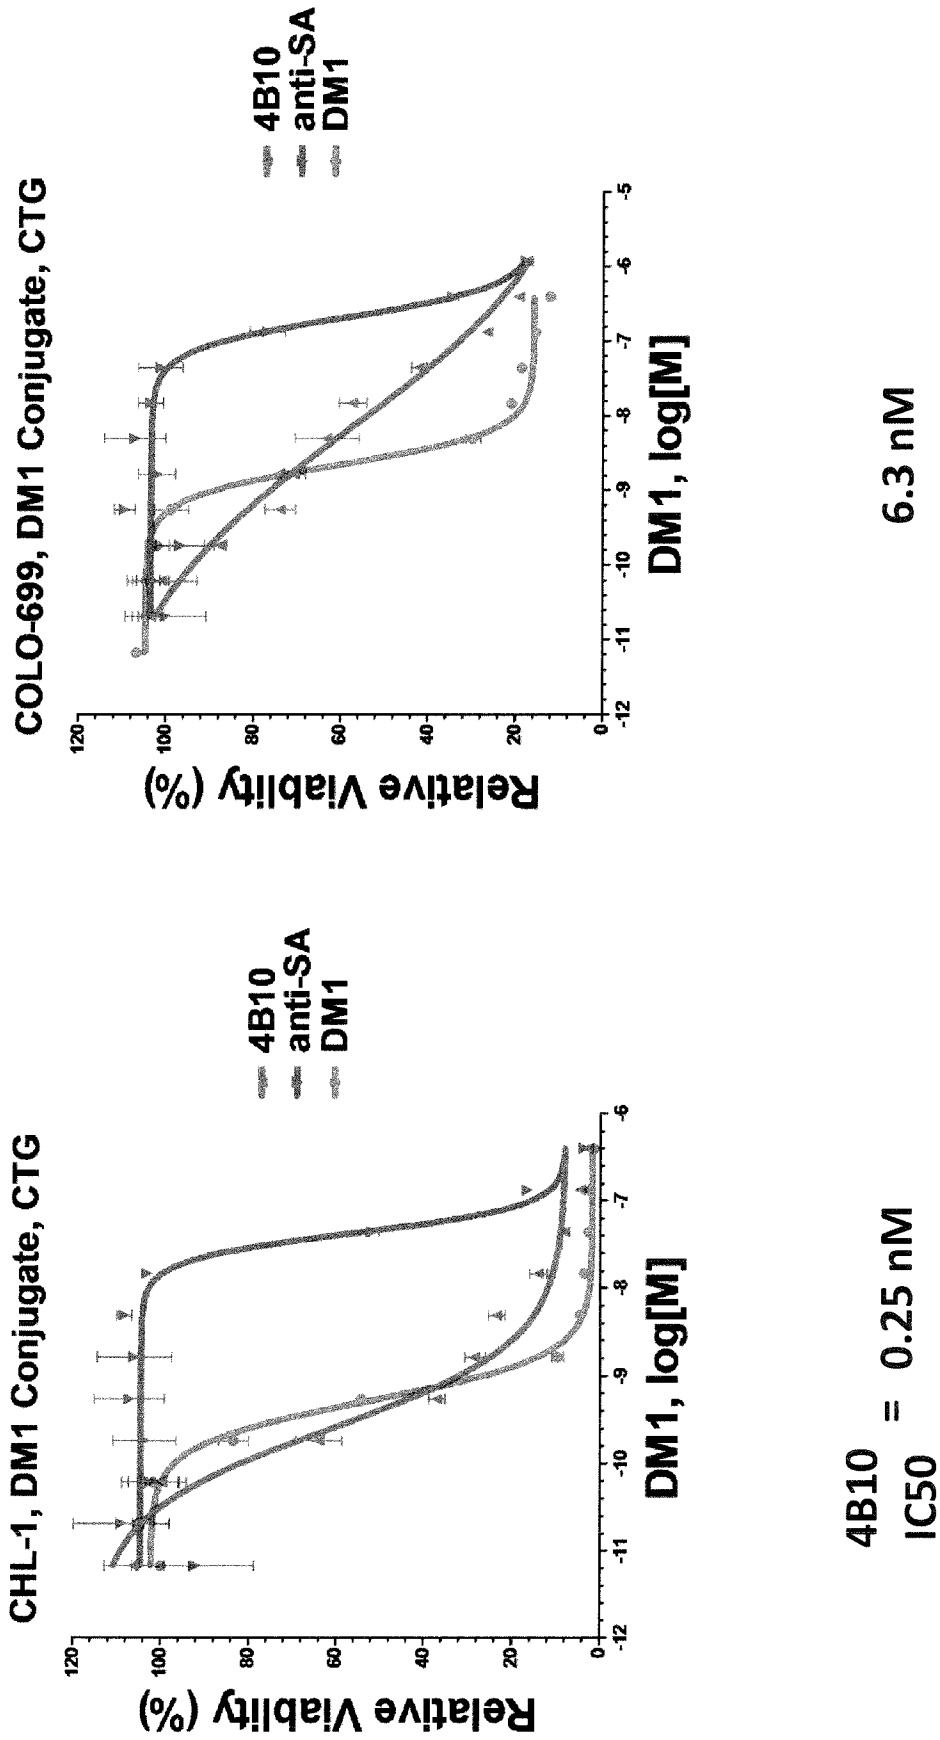 CHL-1, DM1 Conjugate, CTG
Relative Viablity (%)
120
100
80
60
40
20
0
-12
-11
-10
-9
-8
-7
-6
DM1, log[M]
4B10
anti-SA
DM1
COLO-699, DM1 Conjugate, CTG
Relative Viablity (%)
120
100
80
60
40
20
0
-12
-11
-10
-9
-8
-7
-6
-5
DM1, log[M]
4B10
anti-SA
DM1
4B10
IC50
= 0.25 nM
6.3 nM